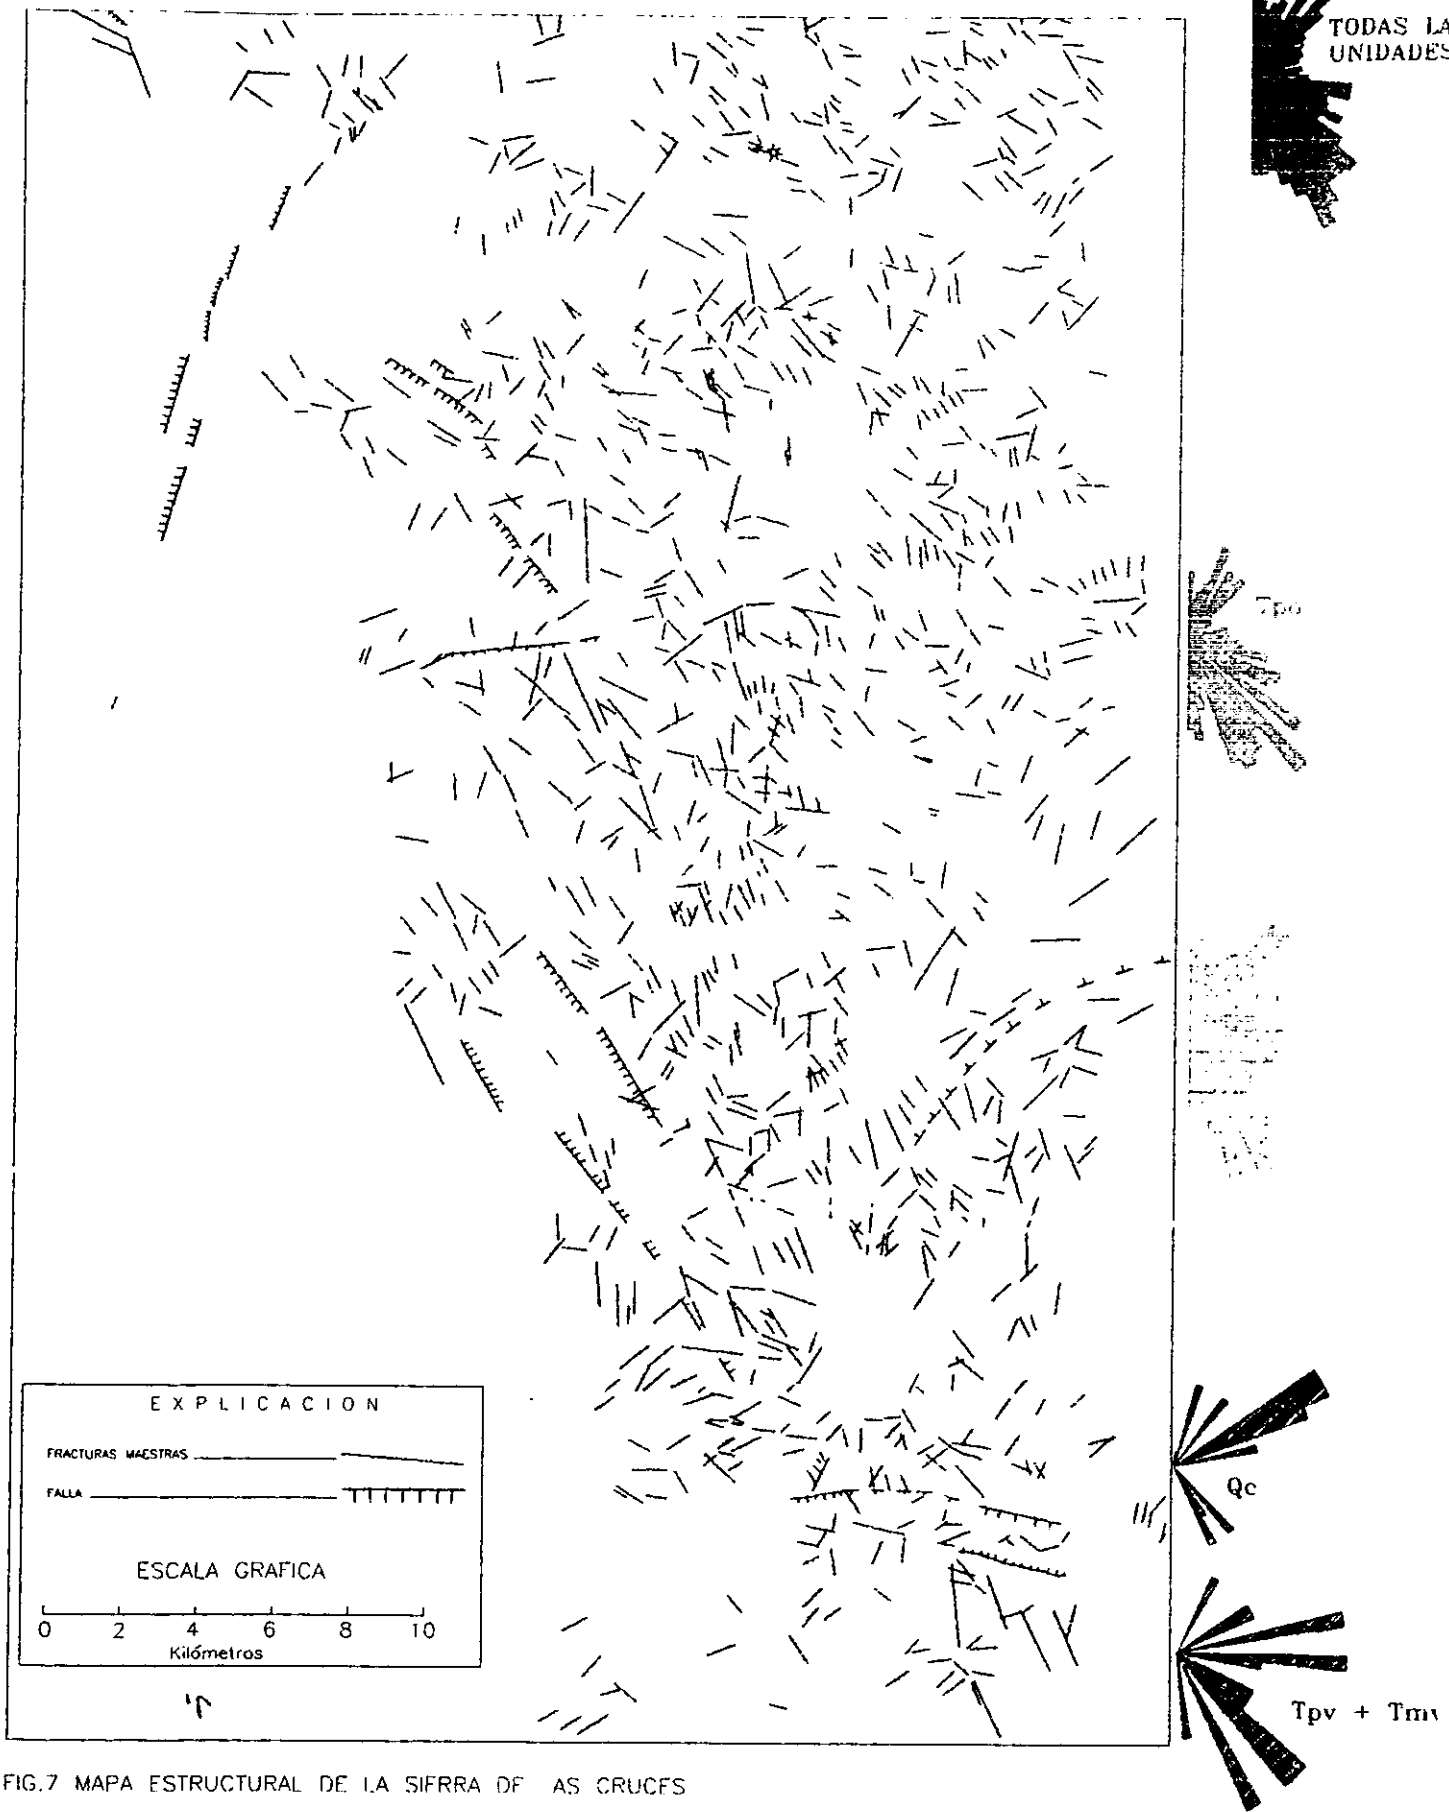 TODAS LA
UNIDADES
Tpo
EXPLICACION
FRACTURAS MAESTRAS
FALLA
ESCALA GRAFICA
0 2 4 6 8 10
Kilómetros
Qc
Tpv + Tmv
FIG.7 MAPA ESTRUCTURAL DE LA SIERRA DE AS CRUCES